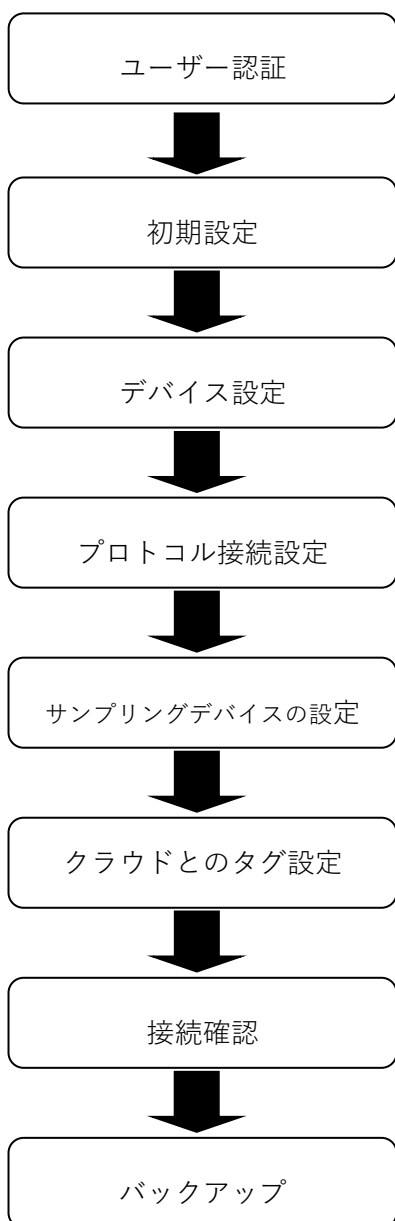 ユーザー認証
初期設定
デバイス設定
プロトコル接続設定
サンプリングデバイスの設定
クラウドとのタグ設定
接続確認
バックアップ